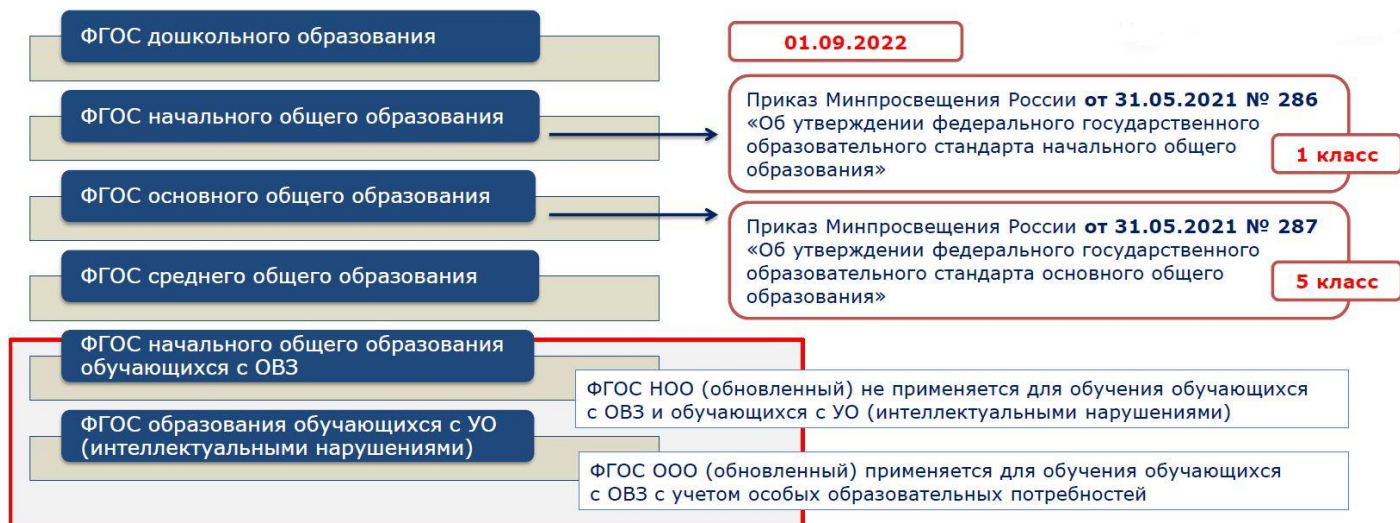 ФГОС дошкольного образования
ФГОС начального общего образования
ФГОС основного общего образования
ФГОС среднего общего образования
ФГОС начального общего образования
обучающихся с ОВЗ
ФГОС образования обучающихся с УО
(интеллектуальными нарушениями)
01.09.2022
Приказ Минпросвещения России от 31.05.2021 № 286
«Об утверждении федерального государственного
образовательного стандарта начального общего
образования»
1 класс
Приказ Минпросвещения России от 31.05.2021 № 287
«Об утверждении федерального государственного
образовательного стандарта основного общего
образования»
5 класс
ФГОС НОО (обновленный) не применяется для обучения обучающихся
с ОВЗ и обучающихся с УО (интеллектуальными нарушениями)
ФГОС ООО (обновленный) применяется для обучения обучающихся
с ОВЗ с учетом особых образовательных потребностей